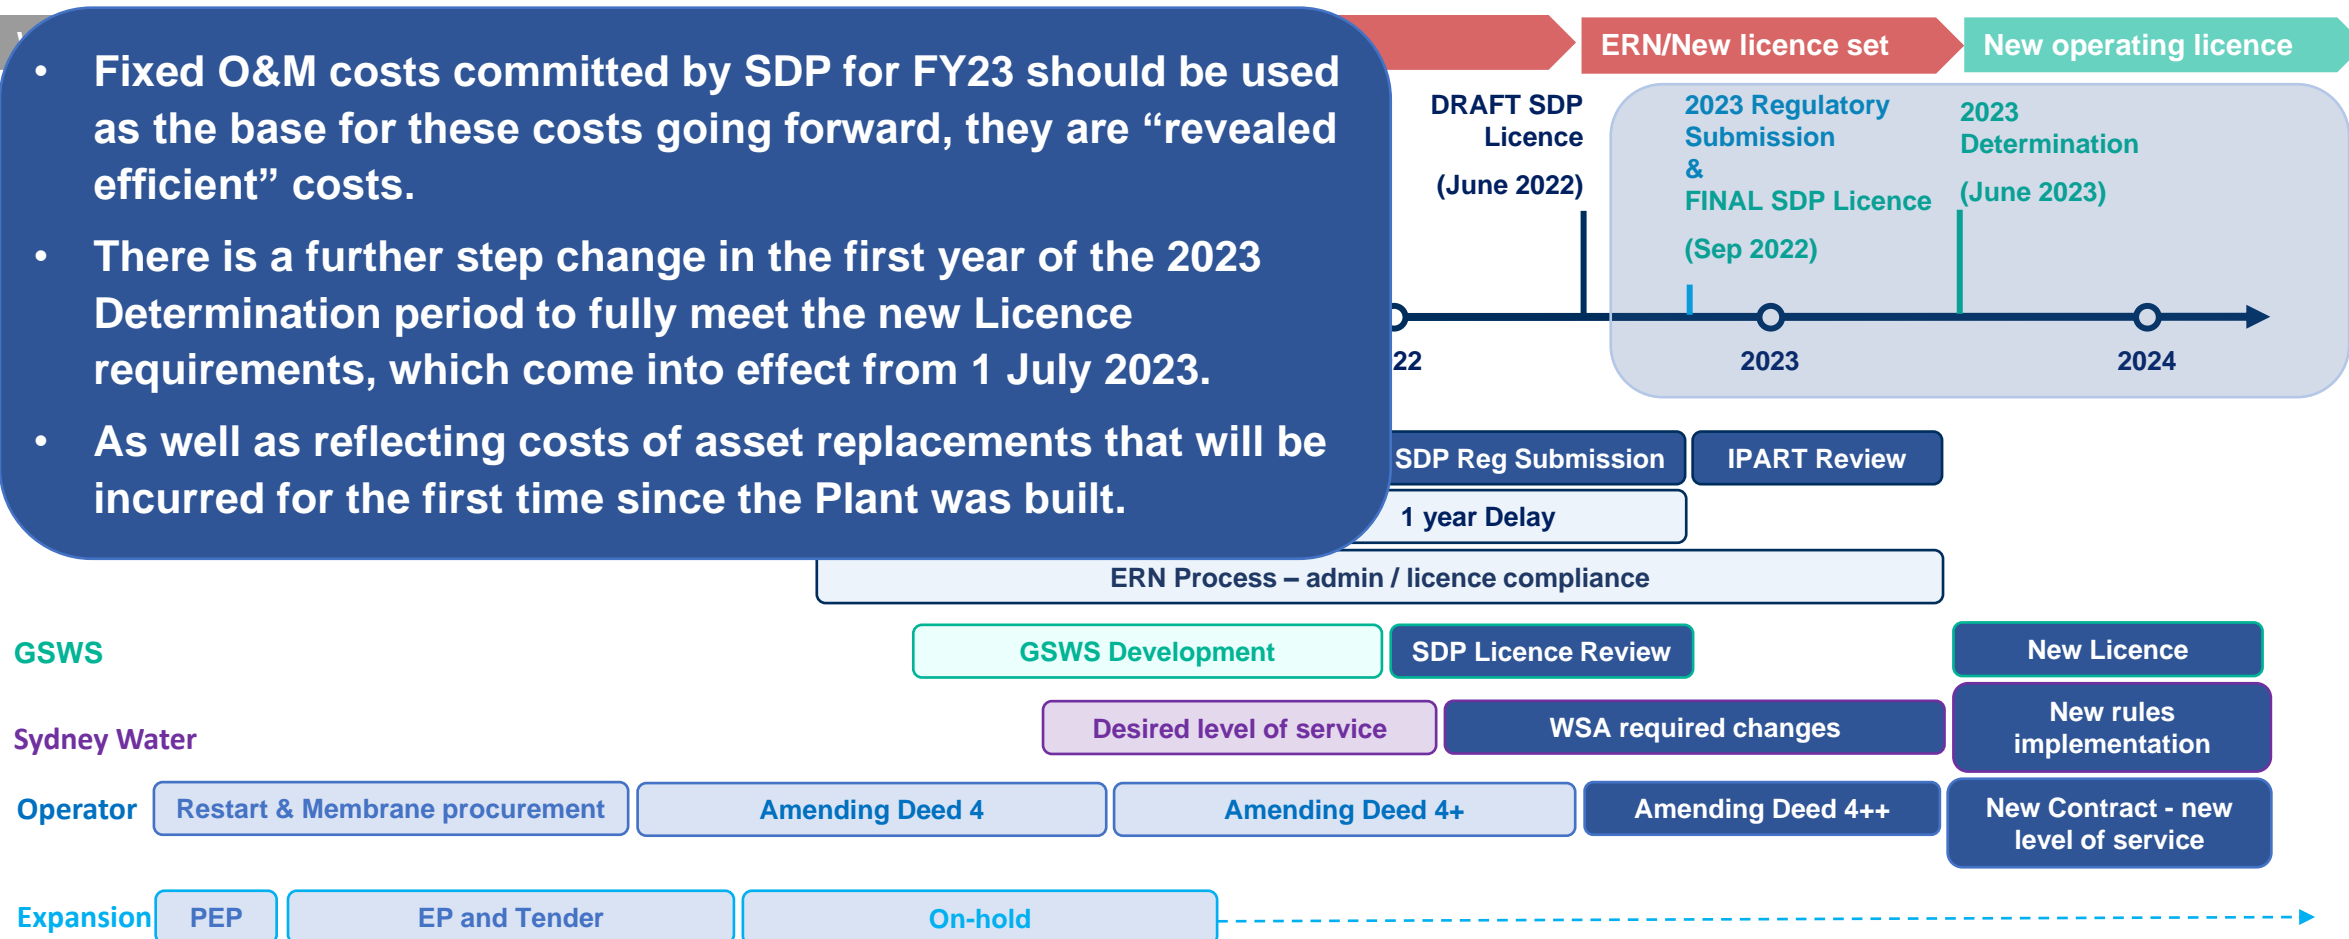 • Fixed O&M costs committed by SDP for FY23 should be used
as the base for these costs going forward, they are “revealed
efficient” costs.
• There is a further step change in the first year of the 2023
Determination period to fully meet the new Licence
requirements, which come into effect from 1 July 2023.
• As well as reflecting costs of asset replacements that will be
incurred for the first time since the Plant was built.
ERN/New licence set
New operating licence
DRAFT SDP
Licence
(June 2022)
2023 Regulatory
Submission
&
FINAL SDP Licence
(Sep 2022)
2023
Determination
(June 2023)
22
2023
2024
SDP Reg Submission
IPART Review
1 year Delay
ERN Process – admin / licence compliance
GSWS
GSWS Development
SDP Licence Review
New Licence
Sydney Water
Desired level of service
WSA required changes
New rules
implementation
Operator
Restart & Membrane procurement
Amending Deed 4
Amending Deed 4+
Amending Deed 4++
New Contract - new
level of service
Expansion
PEP
EP and Tender
On-hold